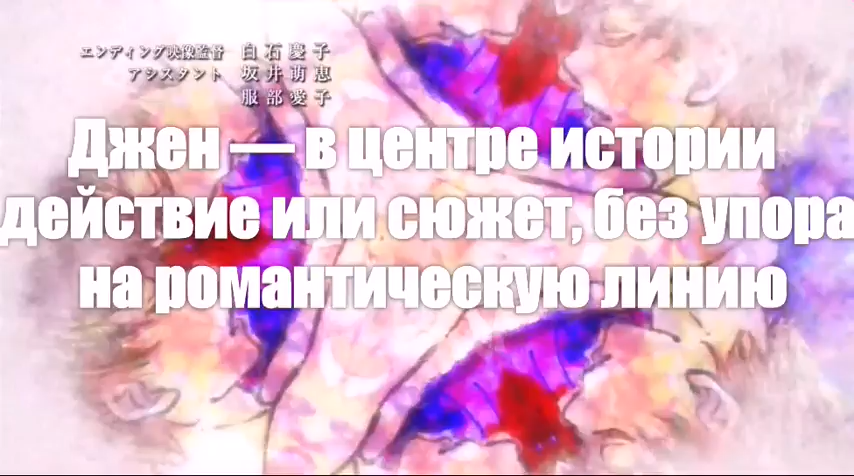 エンディング映像監督 白石慶子
アシスタント 坂井萌恵
服部愛子
Джен — в центре истории
действие или сюжет, без упора
на романтическую линию